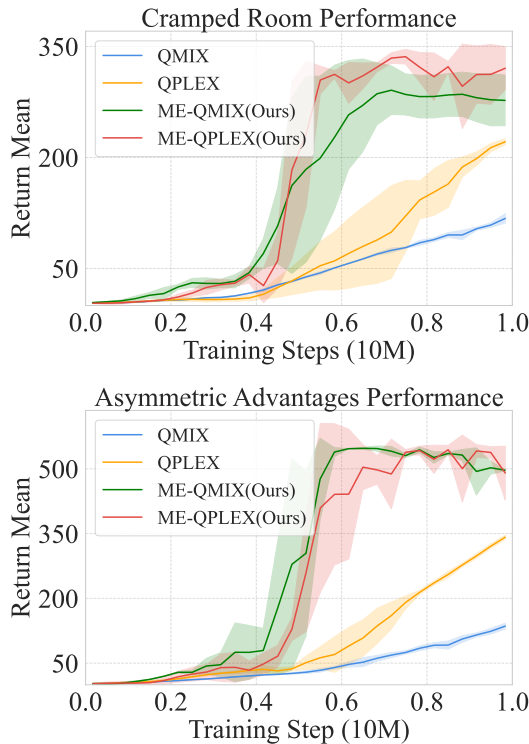 Cramped Room Performance
350
200
50
Return Mean
QMIX
QPLEX
ME-QMIX(Ours)
ME-QPLEX(Ours)
0.0 0.2 0.4 0.6 0.8 1.0
Training Steps (10M)
Asymmetric Advantages Performance
500
350
200
50
Return Mean
QMIX
QPLEX
ME-QMIX(Ours)
ME-QPLEX(Ours)
0.0 0.2 0.4 0.6 0.8 1.0
Training Step (10M)